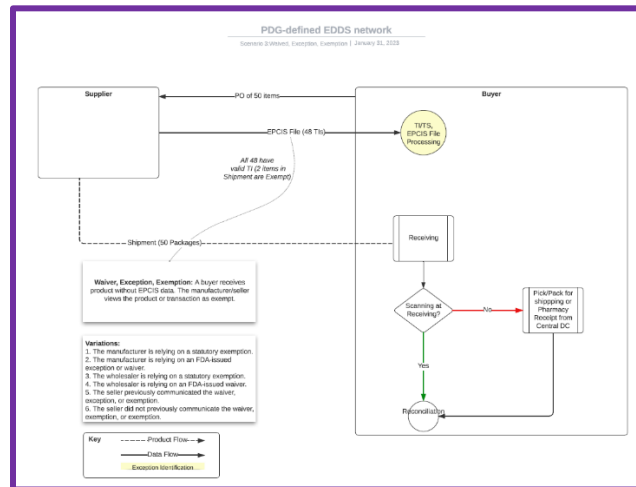 PDG-defined EDDS network
Scenario 2:Waived, Exception, Exemption | January 31, 2023
Supplier
PO of 50 items
Buyer
EPCIS File (48 TIs)
TI/TS,
EPCIS File
Processing
All 48 have
valid TI (2 items in
Shipment are Exempt)
Shipment (50 Packages)
Receiving
Waiver, Exception, Exemption: A buyer receives
product without EPCIS data. The manufacturer/seller
views the product or transaction as exempt.
Scanning at
Receiving?
No
Pick/Pack for
shippping or
Pharmacy
Receipt from
Central DC
Yes
Variations:
1. The manufacturer is relying on a statutory exemption.
2. The manufacturer is relying on an FDA-issued
exception or waiver.
3. The wholesaler is relying on a statutory exemption.
4. The wholesaler is relying on an FDA-issued waiver.
5. The seller previously communicated the waiver,
exception, or exemption.
6. The seller did not previously communicate the waiver,
exemption, or exemption.
Reconciliation
Key
Product Flow
Data Flow
Exception Identification